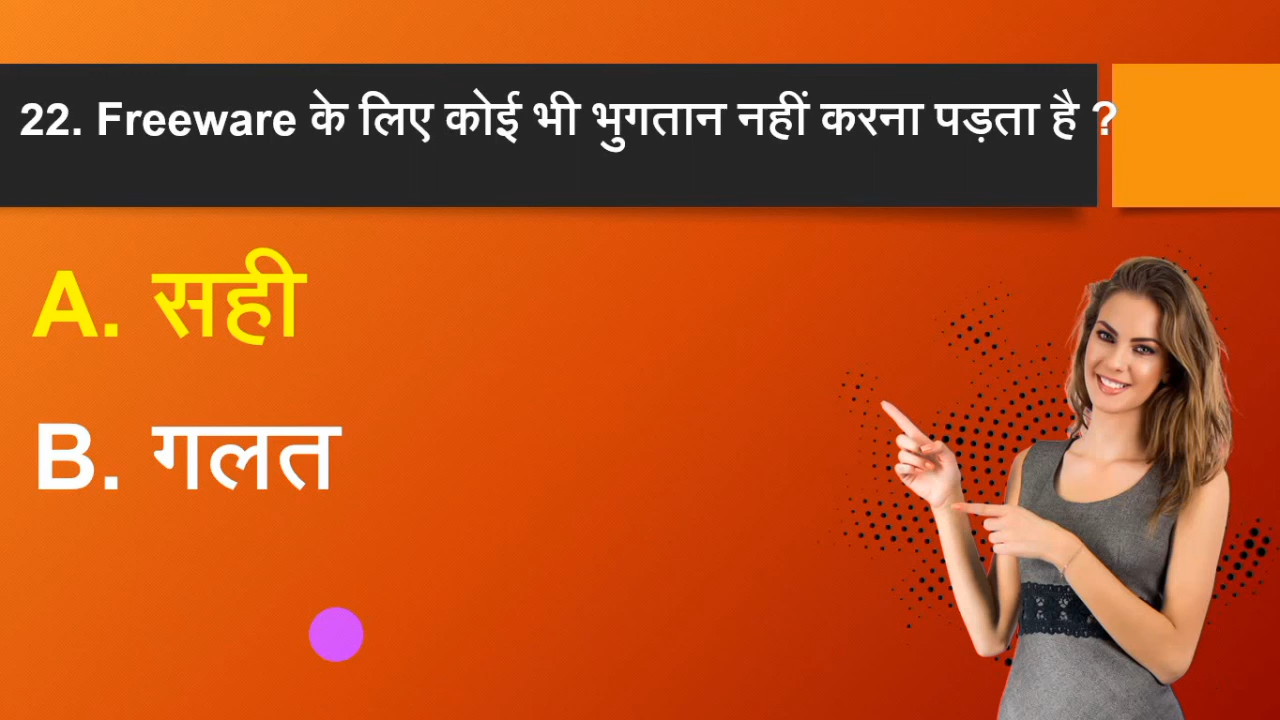 22. Freeware के लिए कोई भी भुगतान नहीं करना पड़ता है ?
A. सही
B. गलत